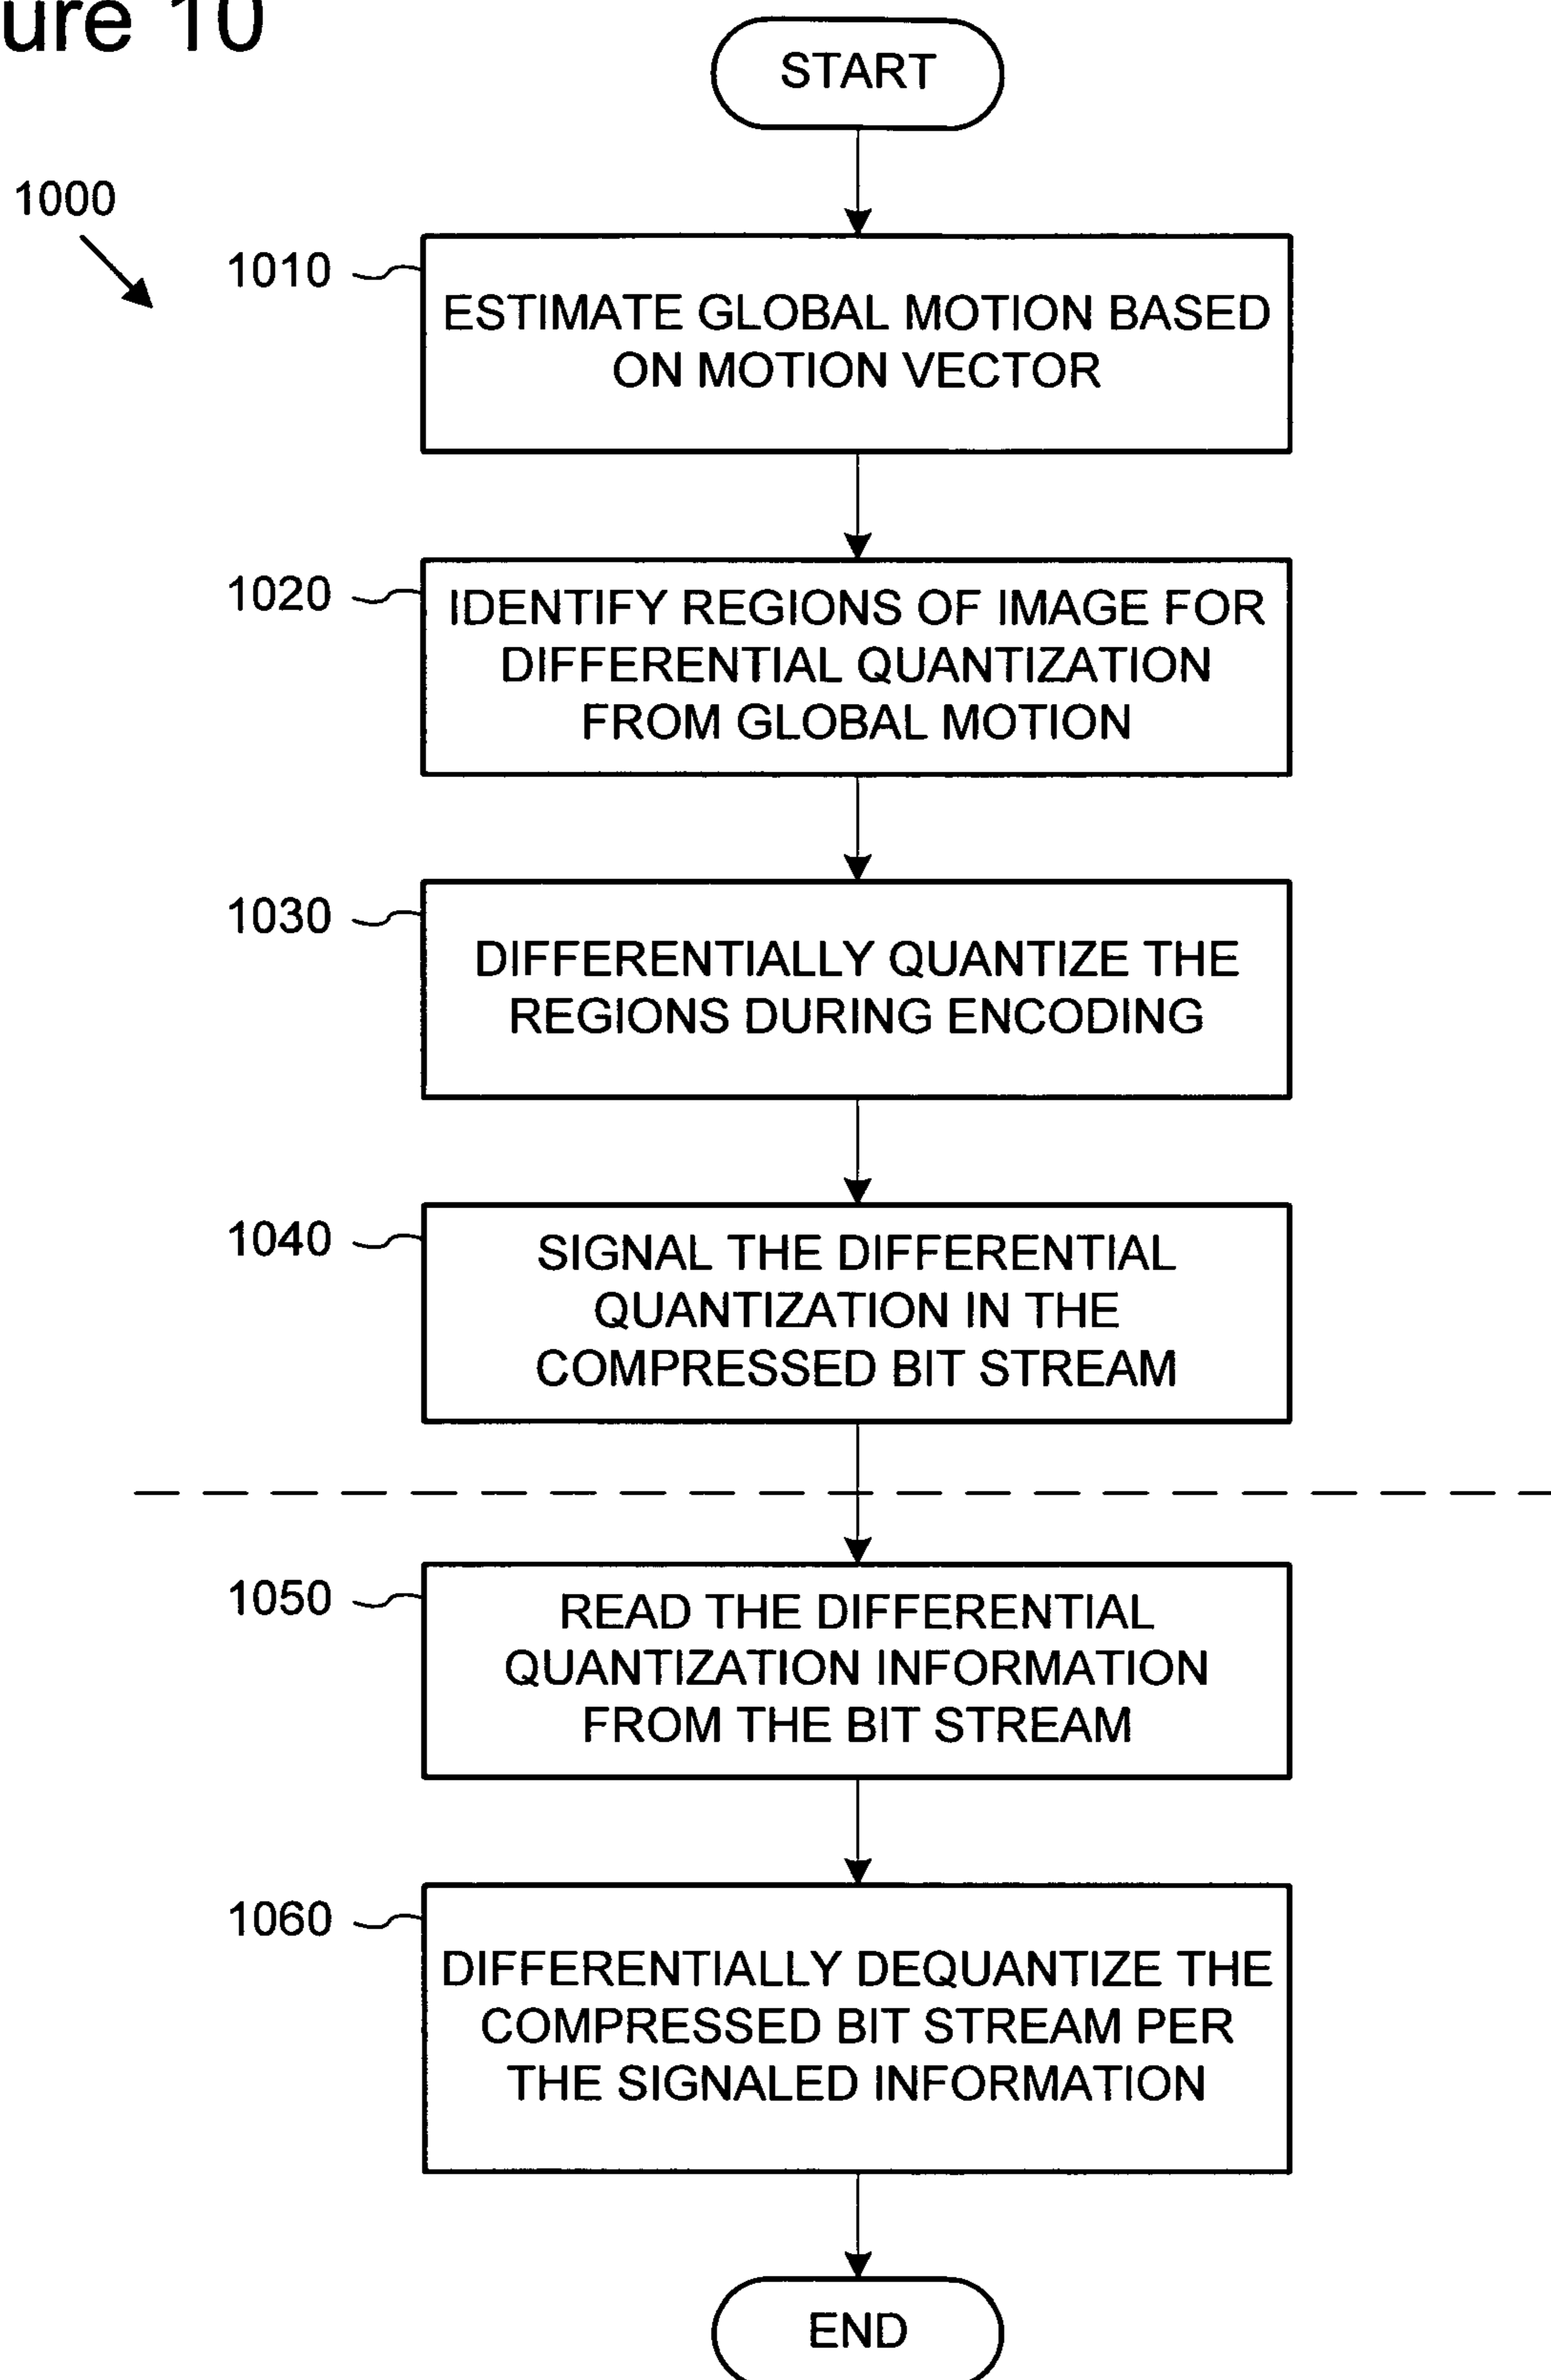 ure 10
START
1000
1010
ESTIMATE GLOBAL MOTION BASED
ON MOTION VECTOR
1020
IDENTIFY REGIONS OF IMAGE FOR
DIFFERENTIAL QUANTIZATION
FROM GLOBAL MOTION
1030
DIFFERENTIALLY QUANTIZE THE
REGIONS DURING ENCODING
1040
SIGNAL THE DIFFERENTIAL
QUANTIZATION IN THE
COMPRESSED BIT STREAM
1050
READ THE DIFFERENTIAL
QUANTIZATION INFORMATION
FROM THE BIT STREAM
1060
DIFFERENTIALLY DEQUANTIZE THE
COMPRESSED BIT STREAM PER
THE SIGNALED INFORMATION
END